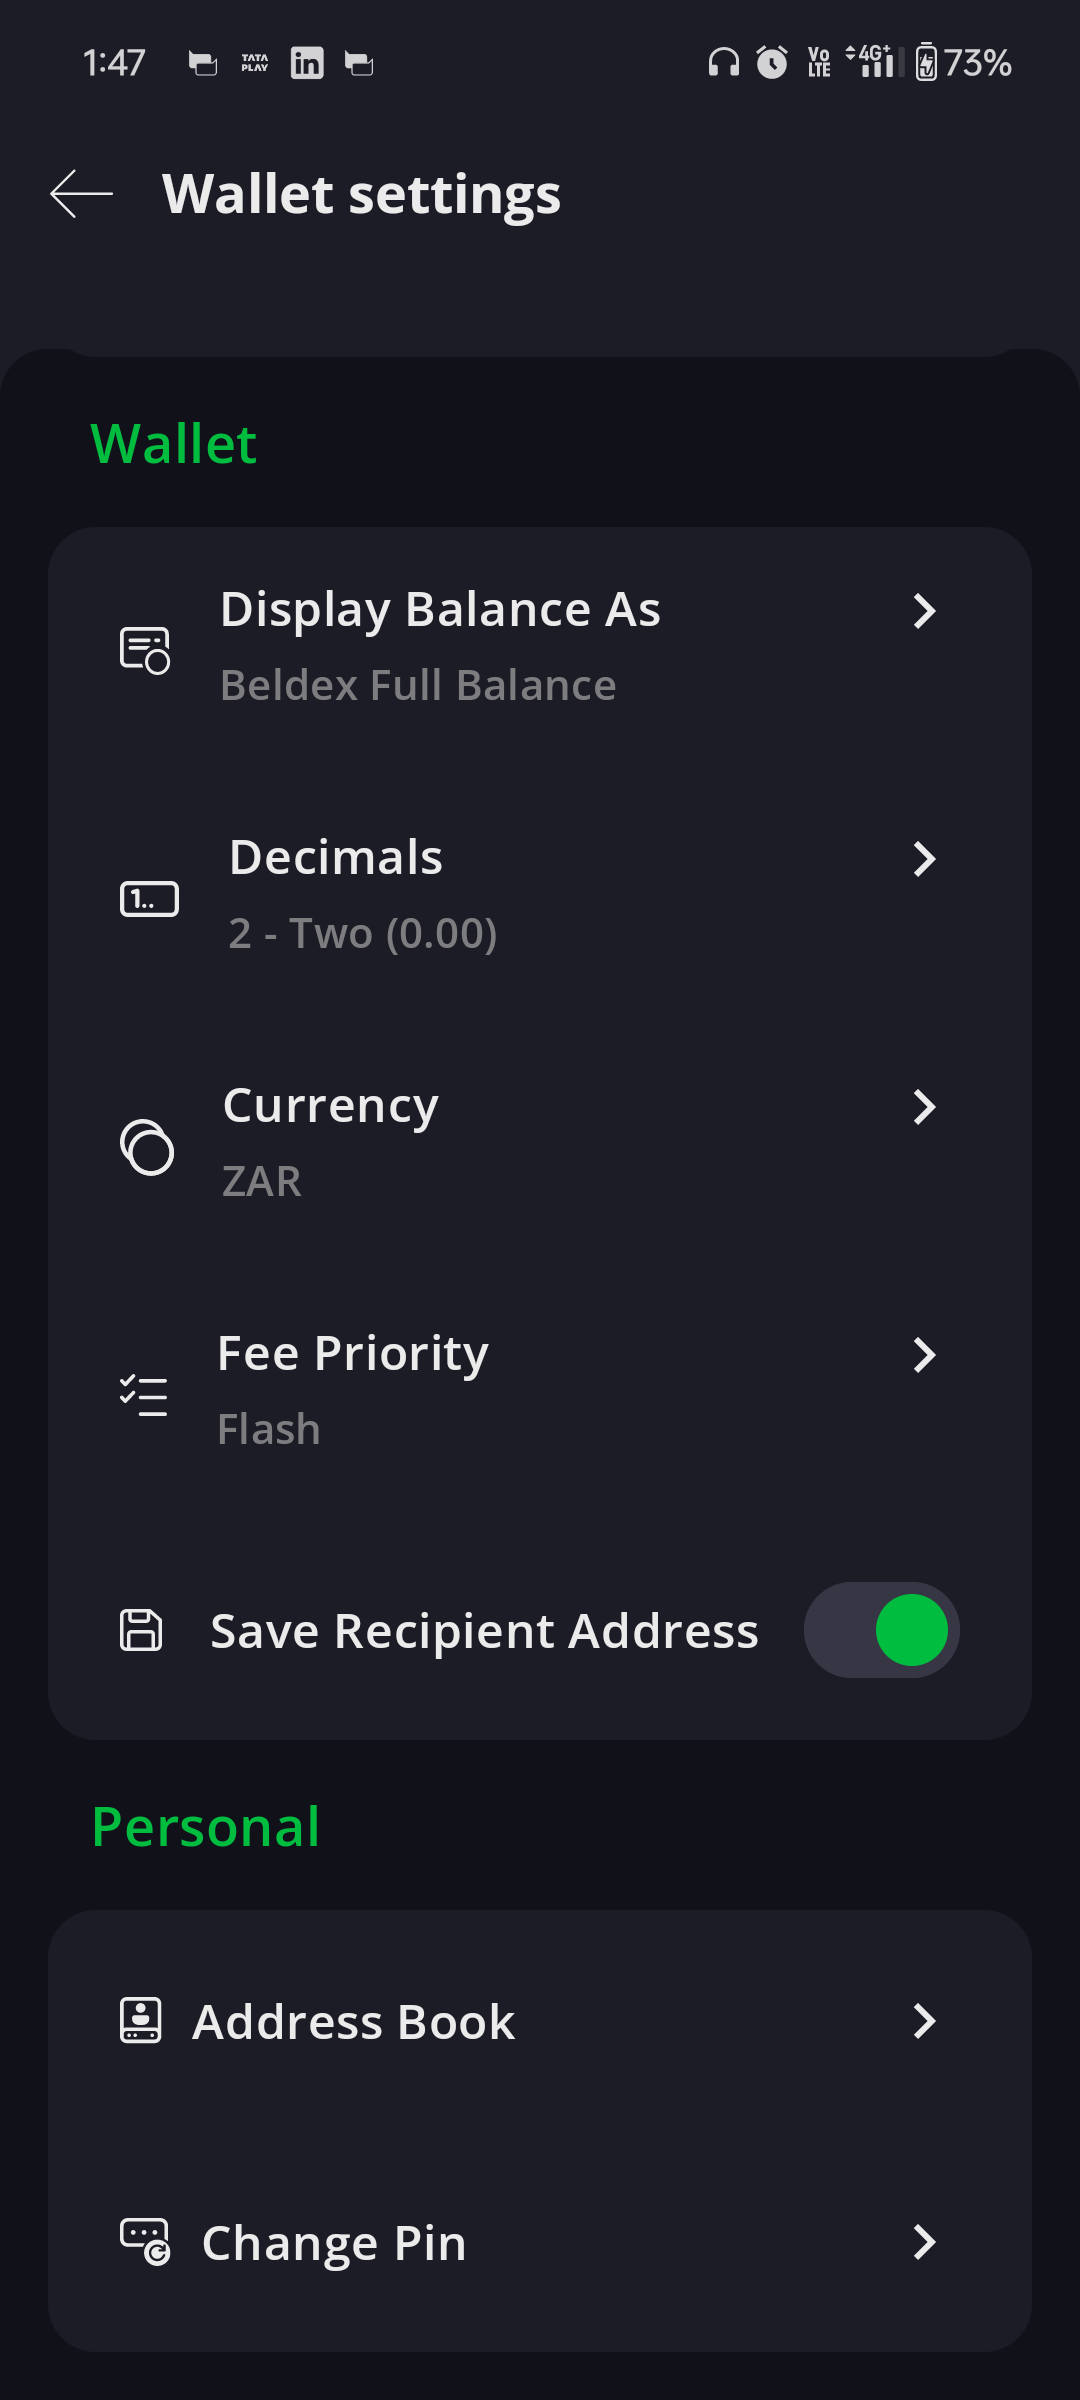 1:47 TATA PLAY in Vo LTE 4G+ 73%
Wallet settings
Wallet
Display Balance As
Beldex Full Balance
Decimals
1..
2 - Two (0.00)
Currency
ZAR
Fee Priority
Flash
Save Recipient Address
Personal
Address Book
Change Pin